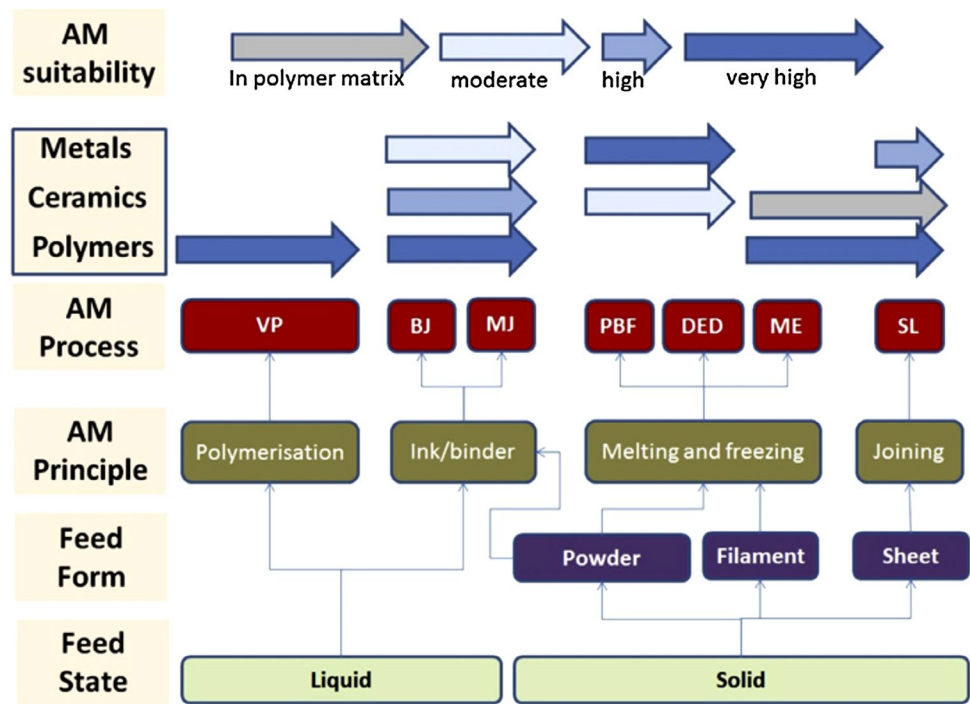 AM
suitability
In polymer matrix
moderate
high
very high
Metals
Ceramics
Polymers
AM
Process
VP
BJ
MJ
PBF
DED
ME
SL
AM
Principle
Polymerisation
Ink/binder
Melting and freezing
Joining
Feed
Form
Powder
Filament
Sheet
Feed
State
Liquid
Solid